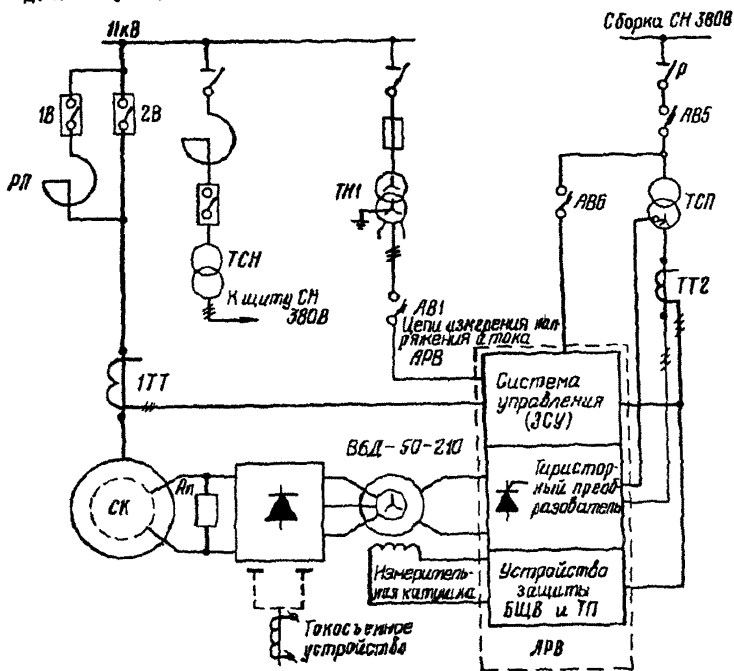 11кВ
Сборка СН 380В
Р
АВ5
1В
2В
РП
ТН1
АВ6
ТСП
ТСН
К щиту СН
380В
ТТ2
АВ1
Цепи измерения нап-
ряжения и тока
АРВ
1ТТ
Система
управления
(ЭСУ)
ВБД-50-210
СК
Rп
Тиристор-
ный преоб-
разователь
Измеритель-
ная катушка
Устройства
защиты
БЩВ и ТП
Токосъемное
устройство
АРВ